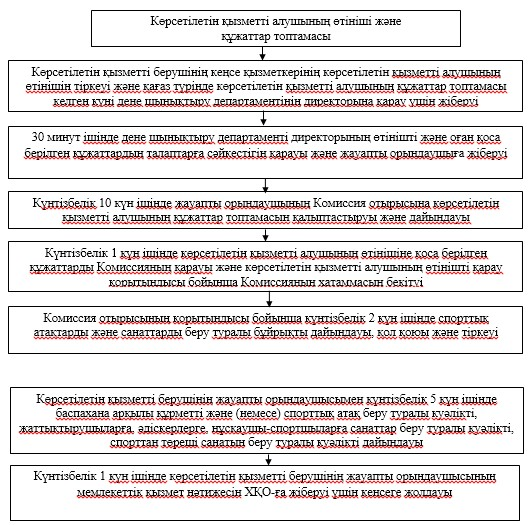 Көрсетілетін қызметті алушының өтініші және
құжаттар топтамасы
Көрсетілетін қызметті берушінің кеңсе қызметкерінің көрсетілетін қызметті алушының
өтінішін тіркеуі және қағаз түрінде көрсетілетін қызметті алушының құжаттар топтамасы
келген күні дене шынықтыру департаментінің директорына қарау үшін жіберуі
30 минут ішінде дене шынықтыру департаменті директорының өтінішті және оған қоса
берілген құжаттардың талаптарға сәйкестігін қарауы және жауапты орындаушыға
жіберуі
Күнтізбелік 10 күн ішінде жауапты орындаушының Комиссия отырысына көрсетілетін
қызметті алушының құжаттар топтамасын қалыптастыруы және дайындауы
Күнтізбелік 1 күн ішінде көрсетілетін қызметті алушының өтінішіне қоса берілген
құжаттарды Комиссияның қарауы және көрсетілетін қызметті алушының өтінішті қарау
қорытындысы бойынша Комиссияның хаттамасын бекітуі
Комиссия отырысының қорытындысы бойынша күнтізбелік 2 күн ішінде спорттық
атақтарды және санаттарды беру туралы бұйрықты дайындауы, қол қоюы және тіркеуі
Көрсетілетін қызметті берушінің жауапты орындаушысымен күнтізбелік 5 күн ішінде
баспахана арқылы құрметті және (немесе) спорттық атақ беру туралы куәлікті,
жаттықтырушыларға, әдіскерлерге, нұсқаушы-спортшыларға санаттар беру туралы куәлікті,
спорттан төреші санатын беру туралы куәлікті дайындауы
Күнтізбелік 1 күн ішінде көрсетілетін қызметті берушінің жауапты орындаушысының
мемлекеттік қызмет нәтижесін ХҚО-ға жіберуі үшін кеңсеге жолдауы